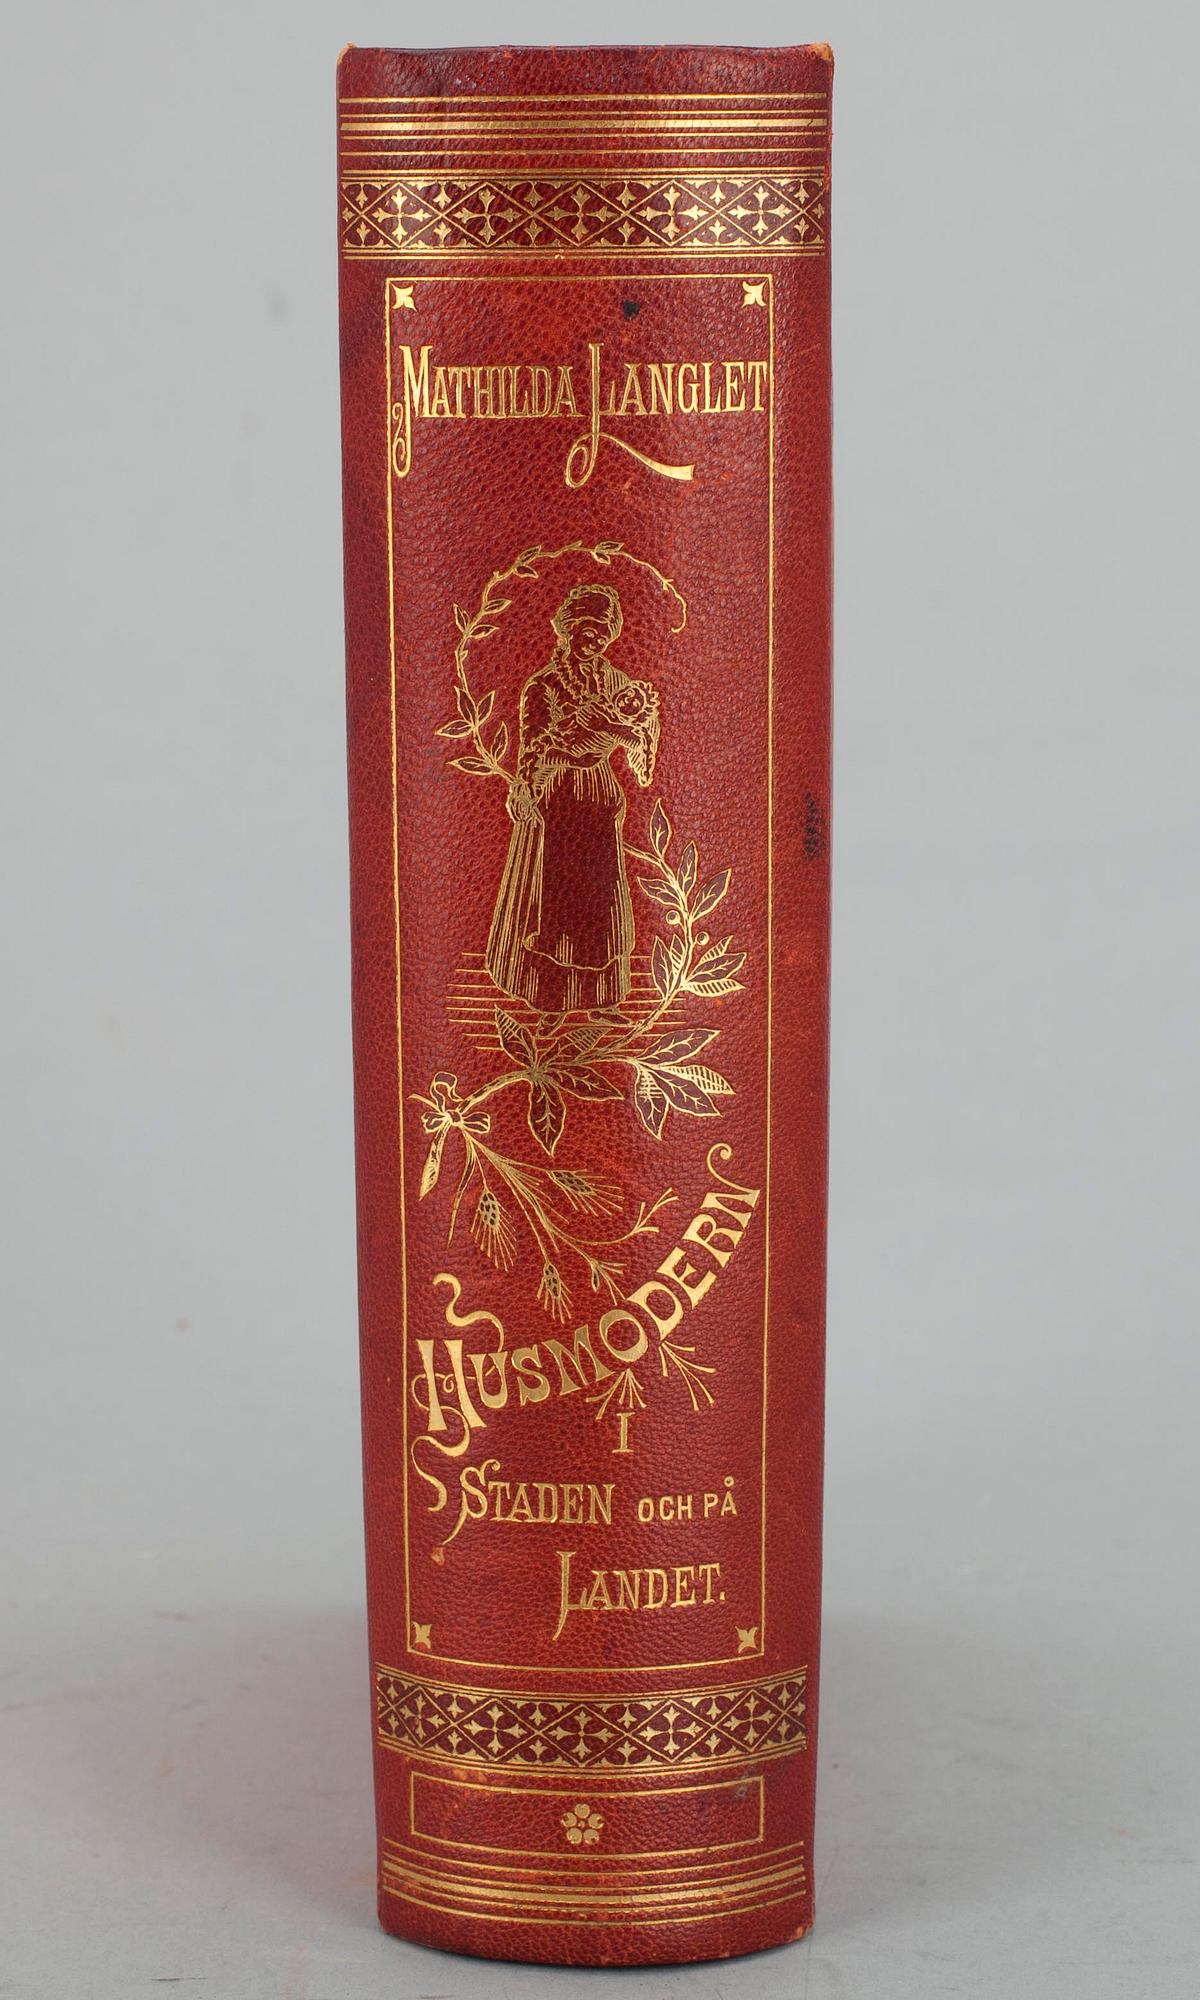 MATHILDA LANGLET
HUSMODERN
I
STADEN OCH PÅ
LANDET.